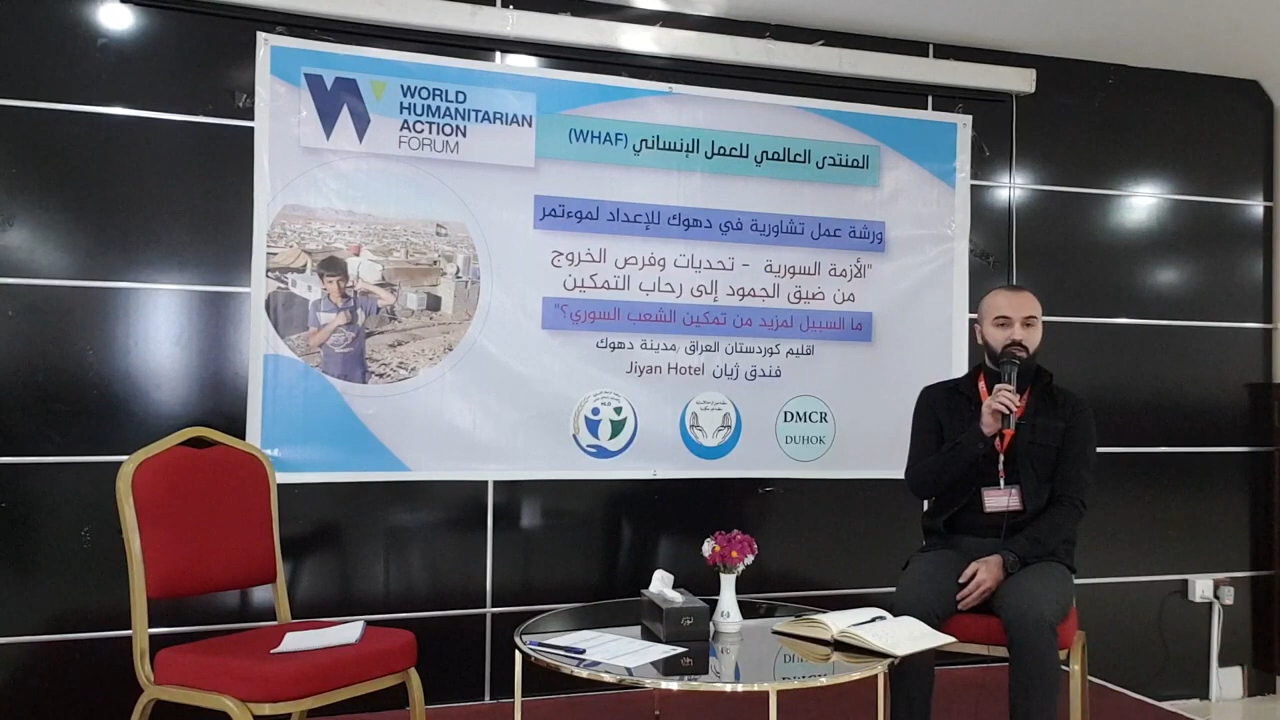 WORLD
HUMANITARIAN
ACTION
FORUM
المنتدى العالمي للعمل الإنساني (WHAF)
ورشة عمل تشاورية في دهوك للإعداد لموءتمر
"الأزمة السورية - تحديات وفرص الخروج
من ضيق الجمود إلى رحاب التمكين
ما السبيل لمزيد من تمكين الشعب السوري؟"
اقليم كوردستان العراق /مدينة دهوك
فندق ژیان Jiyan Hotel
HLO
DMCR
DUHOK